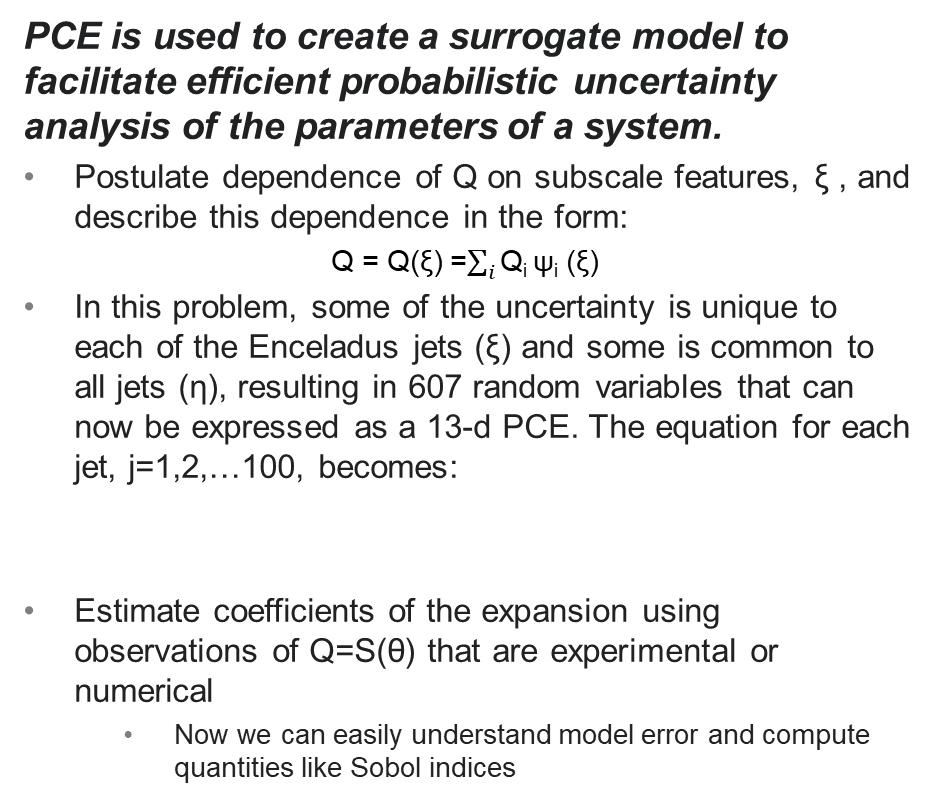 PCE is used to create a surrogate model to
facilitate efficient probabilistic uncertainty
analysis of the parameters of a system.
• Postulate dependence of Q on subscale features, ξ , and
describe this dependence in the form:
Q = Q(ξ) =∑ᵢ Qᵢ ψᵢ (ξ)
• In this problem, some of the uncertainty is unique to
each of the Enceladus jets (ξ) and some is common to
all jets (η), resulting in 607 random variables that can
now be expressed as a 13-d PCE. The equation for each
jet, j=1,2,…100, becomes:
• Estimate coefficients of the expansion using
observations of Q=S(θ) that are experimental or
numerical
• Now we can easily understand model error and compute
quantities like Sobol indices